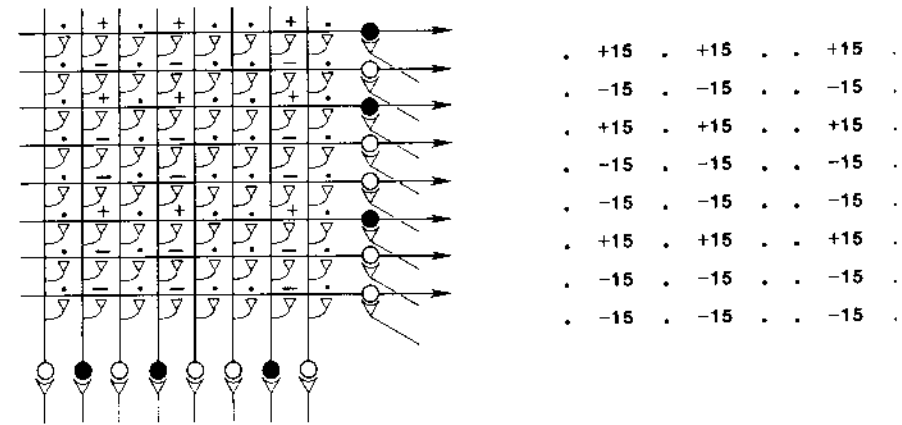 . + . + . . + .
. − . − . . − .
. + . + . . + .
. − . − . . − .
. − . − . . − .
. + . + . . + .
. − . − . . − .
. − . − . . − .
. +15 . +15 . . +15 .
. −15 . −15 . . −15 .
. +15 . +15 . . +15 .
. −15 . −15 . . −15 .
. −15 . −15 . . −15 .
. +15 . +15 . . +15 .
. −15 . −15 . . −15 .
. −15 . −15 . . −15 .